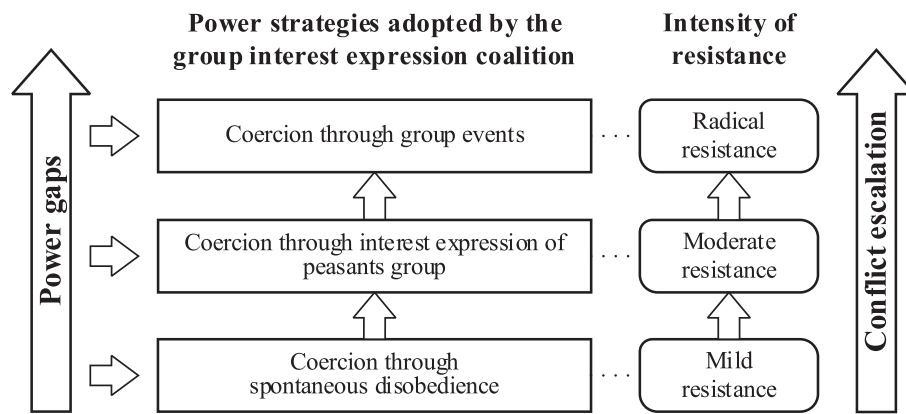 Power strategies adopted by the
group interest expression coalition
Intensity of
resistance
Power gaps
Coercion through group events
. . . .
Radical
resistance
Coercion through interest expression of
peasants group
. . . .
Moderate
resistance
Coercion through
spontaneous disobedience
. . . .
Mild
resistance
Conflict escalation